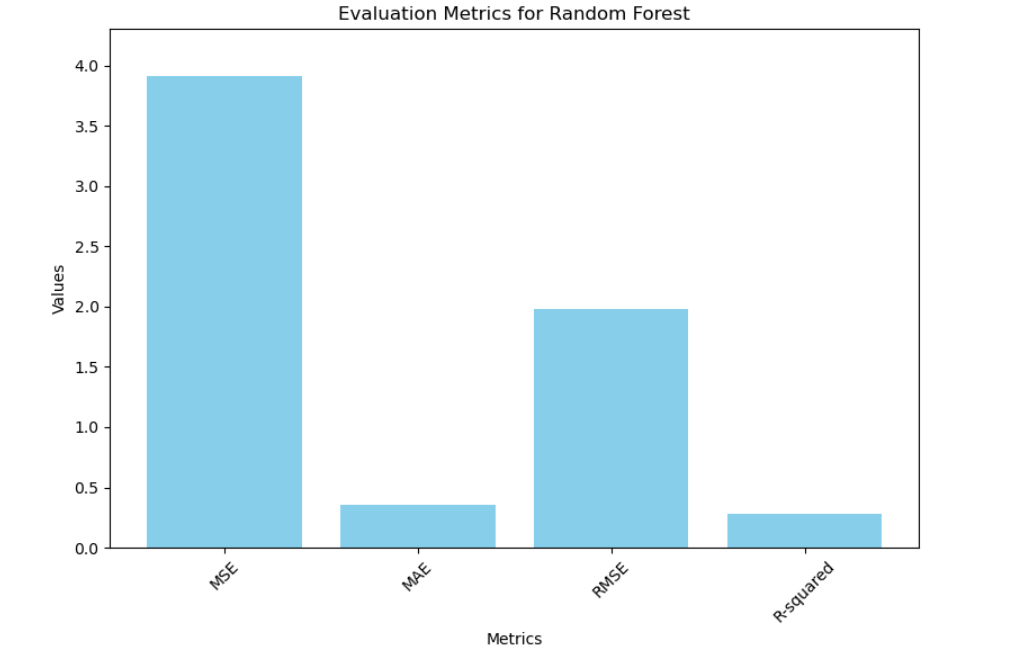 Evaluation Metrics for Random Forest
4.0
3.5
3.0
2.5
2.0
1.5
1.0
0.5
0.0
Values
MSE
MAE
RMSE
R-squared
Metrics